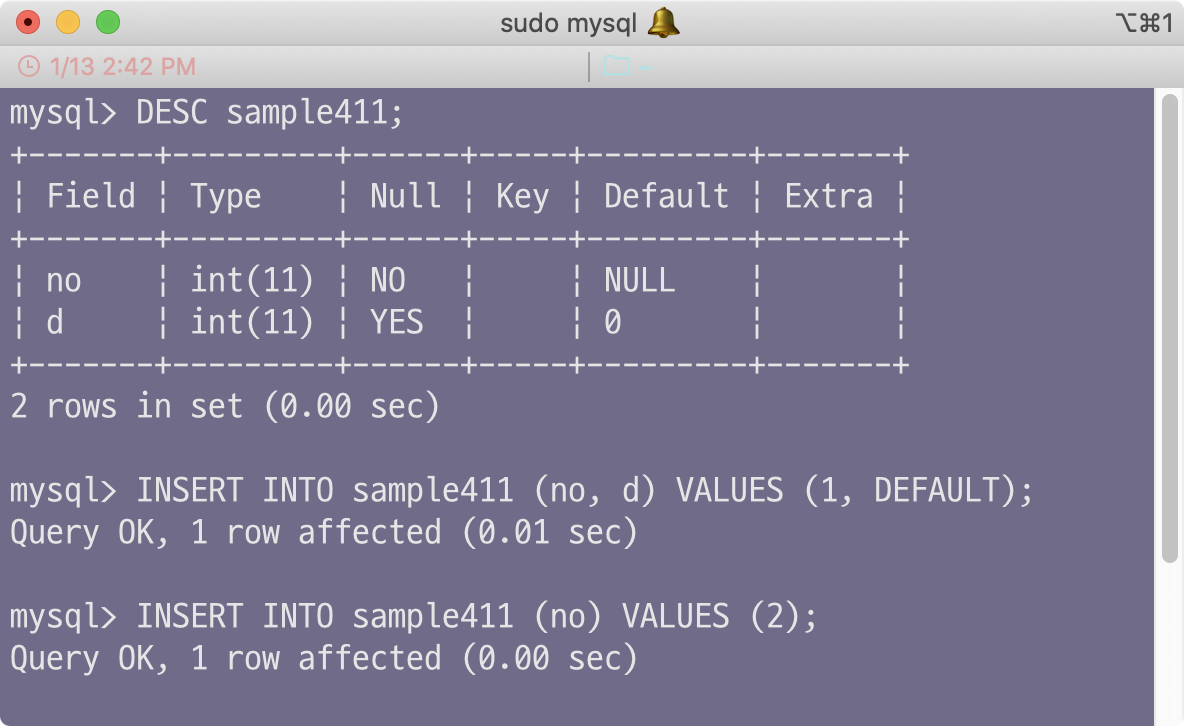 sudo mysql 🔔
⌥⌘1
1/13 2:42 PM
~
mysql> DESC sample411;
+-------+---------+------+-----+---------+-------+
¦ Field ¦ Type    ¦ Null ¦ Key ¦ Default ¦ Extra ¦
+-------+---------+------+-----+---------+-------+
¦ no    ¦ int(11) ¦ NO   ¦     ¦ NULL    ¦       ¦
¦ d     ¦ int(11) ¦ YES  ¦     ¦ 0       ¦       ¦
+-------+---------+------+-----+---------+-------+
2 rows in set (0.00 sec)
mysql> INSERT INTO sample411 (no, d) VALUES (1, DEFAULT);
Query OK, 1 row affected (0.01 sec)
mysql> INSERT INTO sample411 (no) VALUES (2);
Query OK, 1 row affected (0.00 sec)